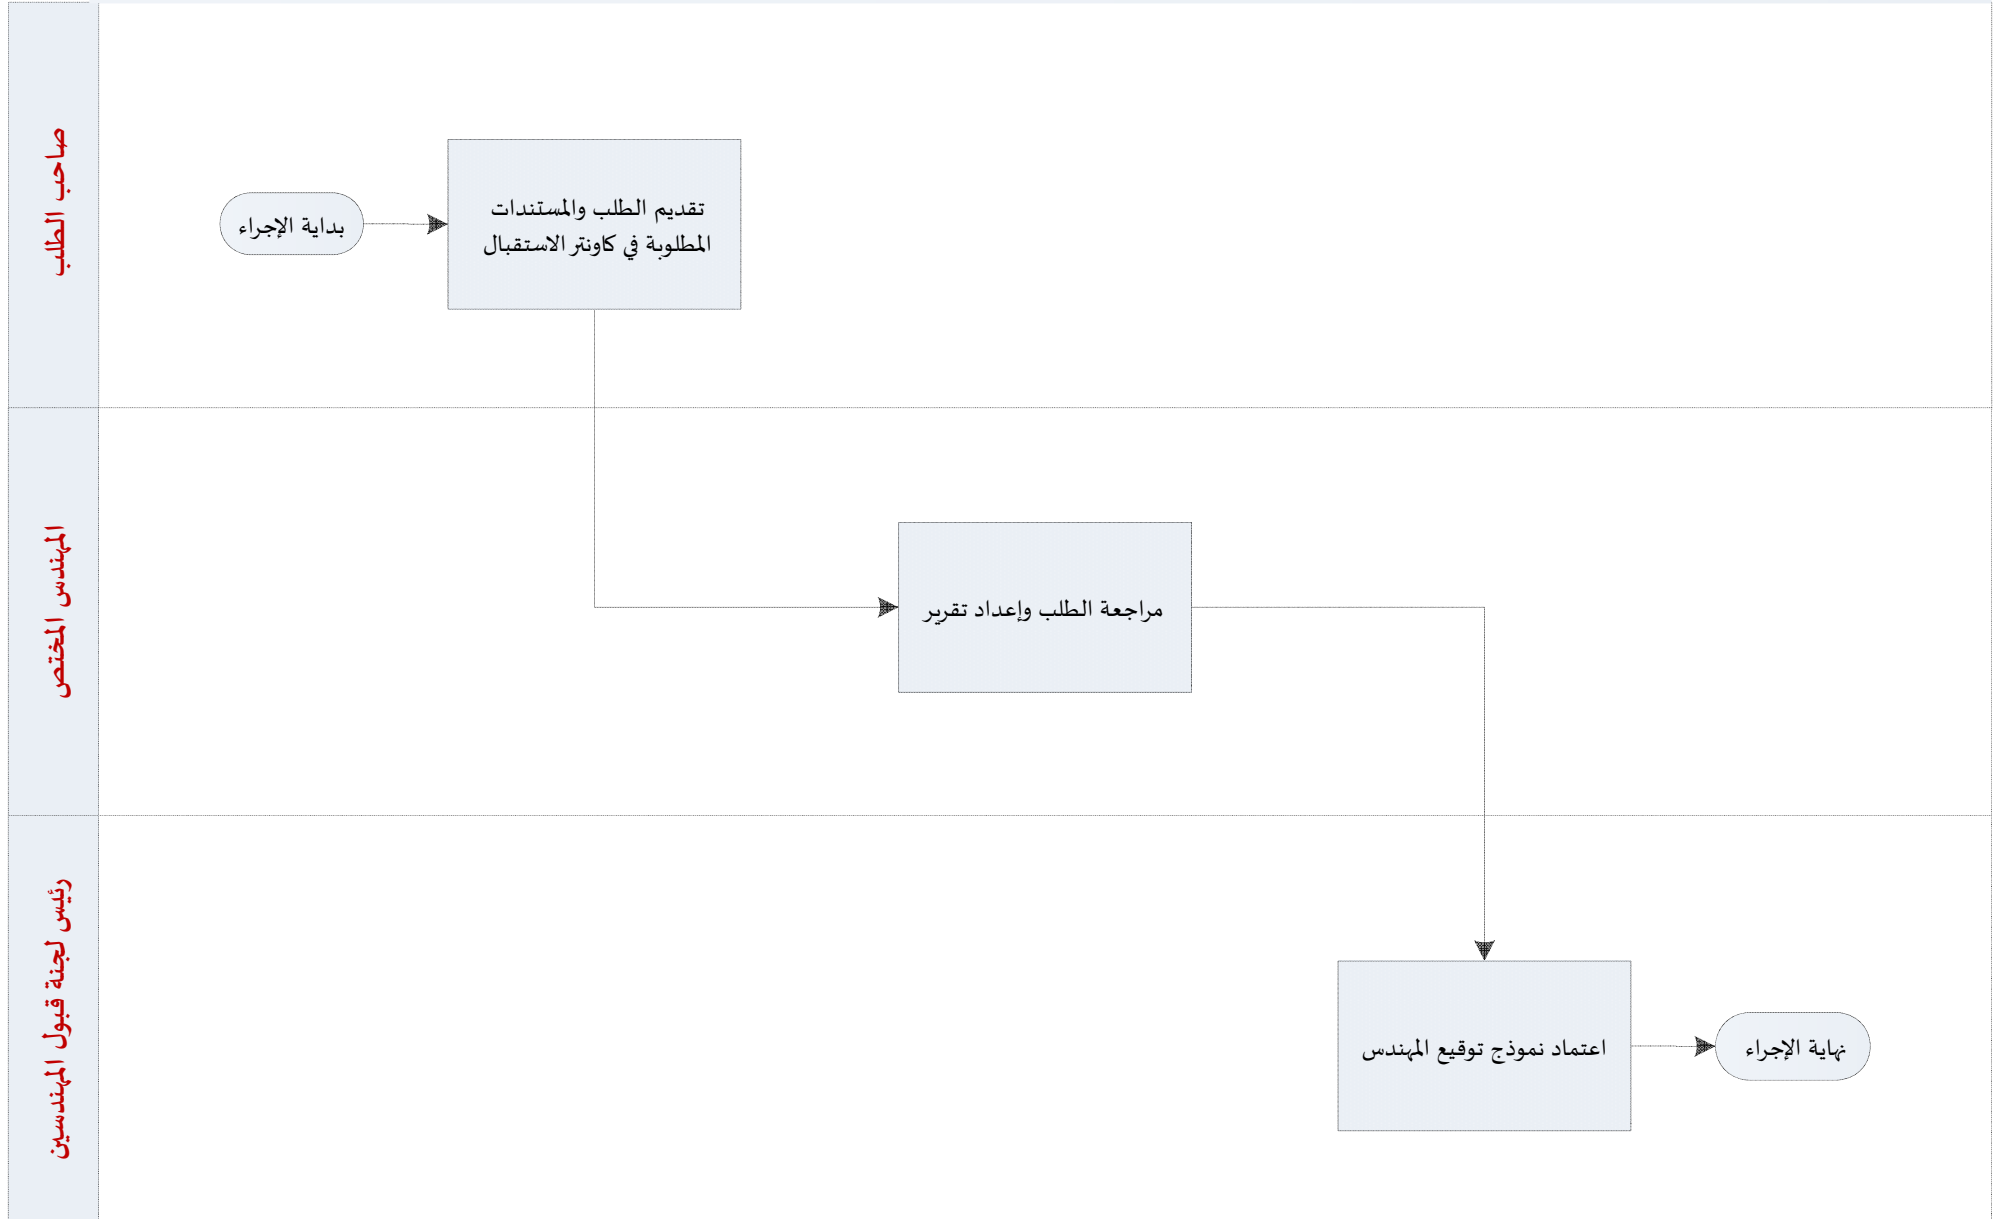 صاحب الطلب
بداية الإجراء
تقديم الطلب والمستندات
المطلوبة في كاونتر الاستقبال
المهندس المختص
مراجعة الطلب وإعداد تقرير
رئيس لجنة قبول المهندسين
اعتماد نموذج توقيع المهندس
نهاية الإجراء